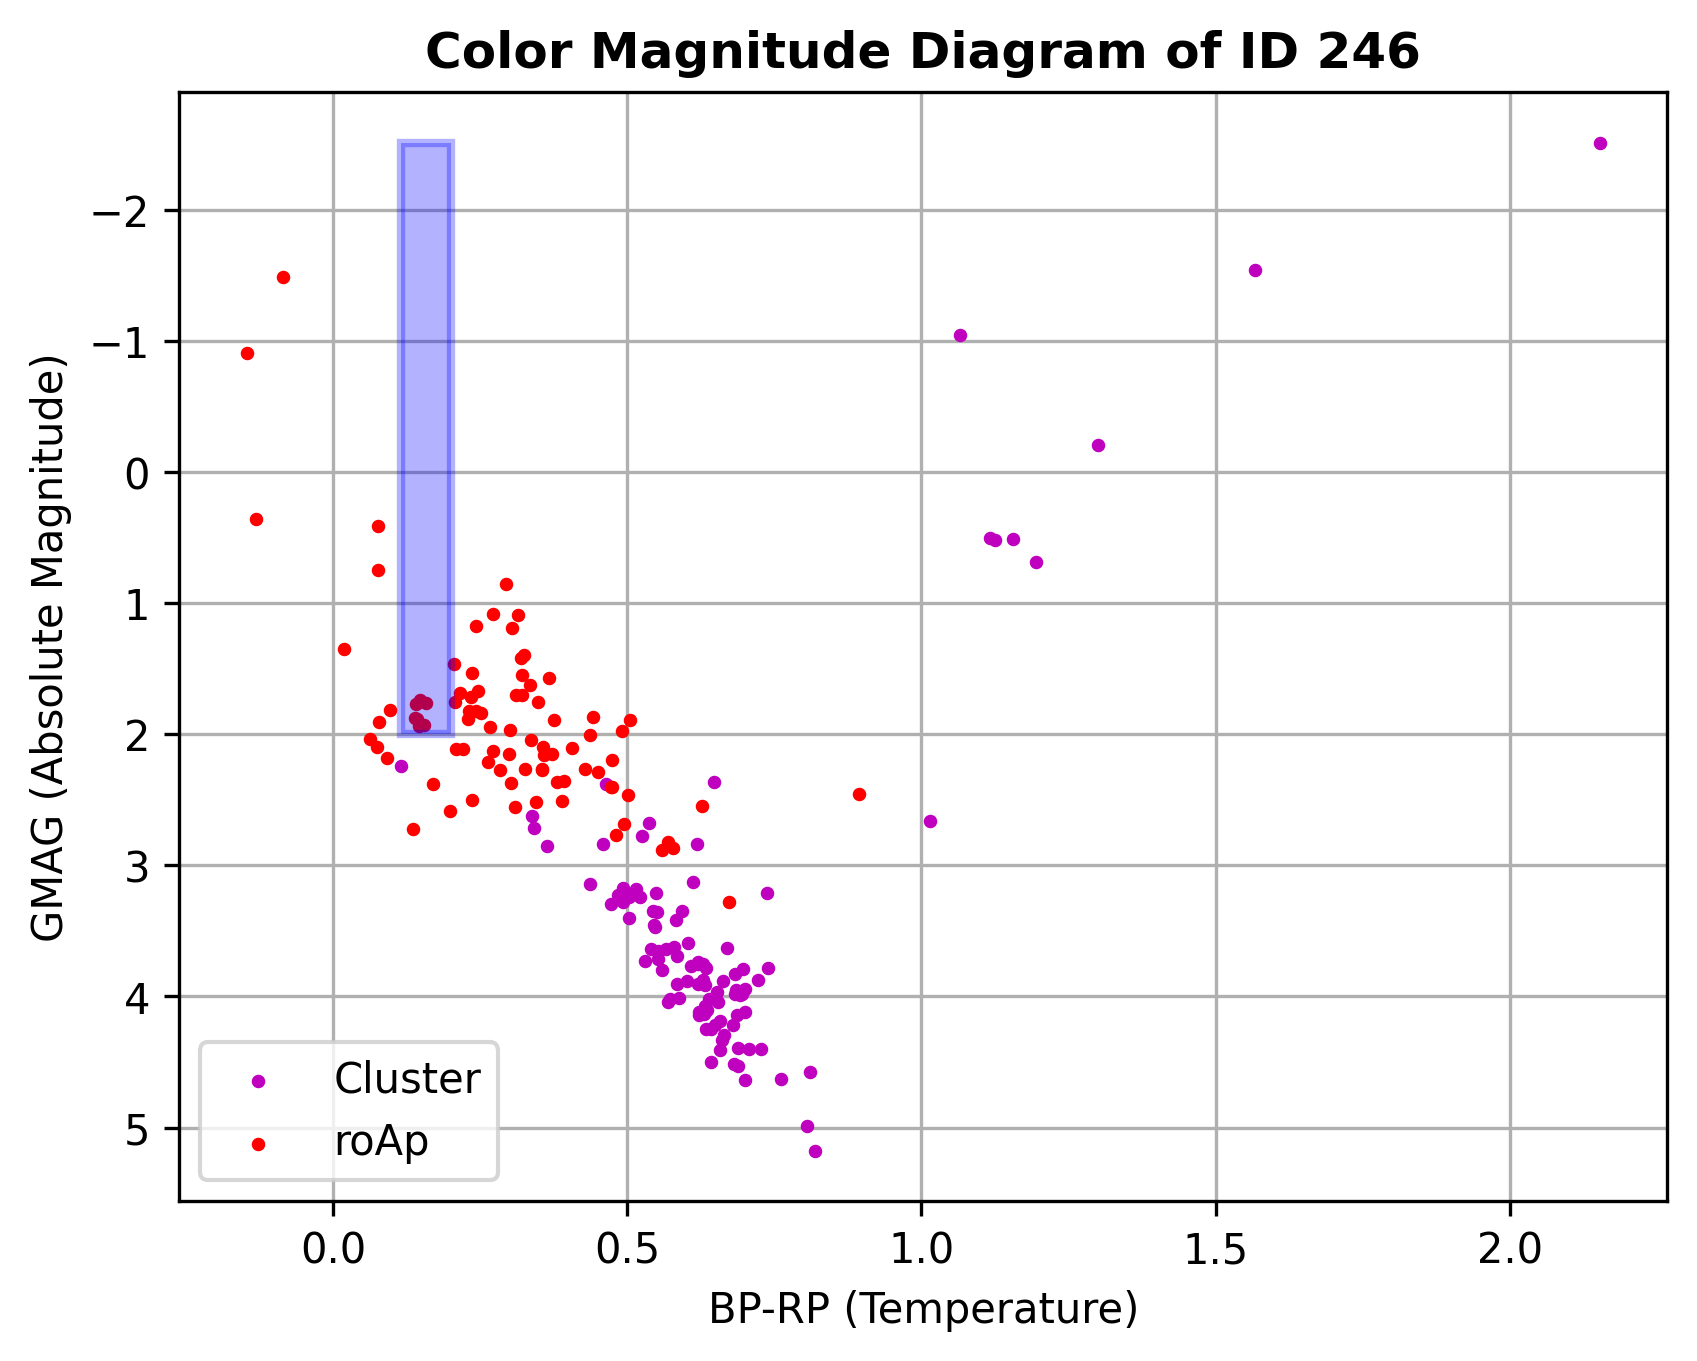 Color Magnitude Diagram of ID 246
GMAG (Absolute Magnitude)
−2
−1
0
1
2
3
4
5
Cluster
roAp
0.0 0.5 1.0 1.5 2.0
BP-RP (Temperature)